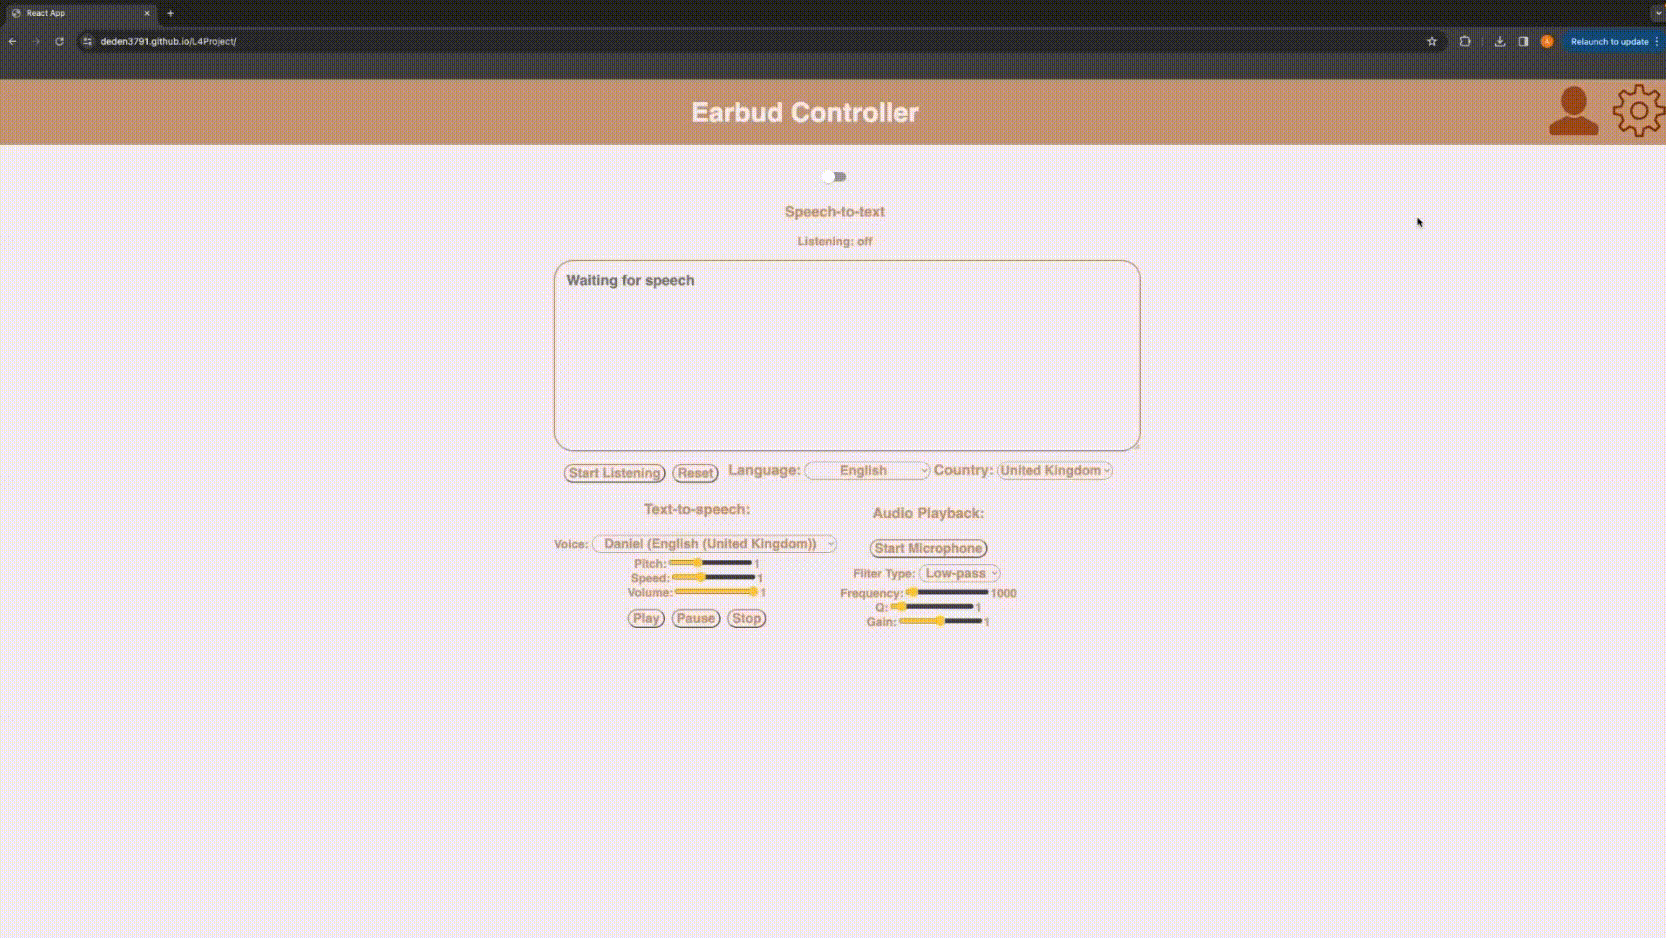 React App
deden3791.github.io/L4Project/
Relaunch to update
Earbud Controller
Speech-to-text
Listening: off
Waiting for speech
Start Listening Reset Language: English Country: United Kingdom
Text-to-speech:
Voice: Daniel (English (United Kingdom))
Pitch: 1
Speed: 1
Volume: 1
Play Pause Stop
Audio Playback:
Start Microphone
Filter Type: Low-pass
Frequency: 1000
Q: 1
Gain: 1